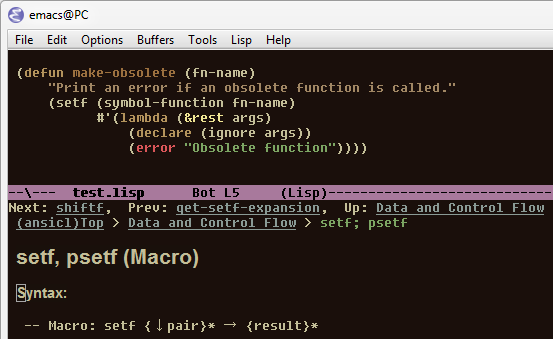 emacs@PC
File Edit Options Buffers Tools Lisp Help
(defun make-obsolete (fn-name)
"Print an error if an obsolete function is called."
(setf (symbol-function fn-name)
#'(lambda (&rest args)
(declare (ignore args))
(error "Obsolete function"))))
--\--- test.lisp Bot L5 (Lisp)---------------------------
Next: shiftf, Prev: get-setf-expansion, Up: Data and Control Flow
(ansicl)Top > Data and Control Flow > setf; psetf
setf, psetf (Macro)
Syntax:
-- Macro: setf {↓pair}* → {result}*